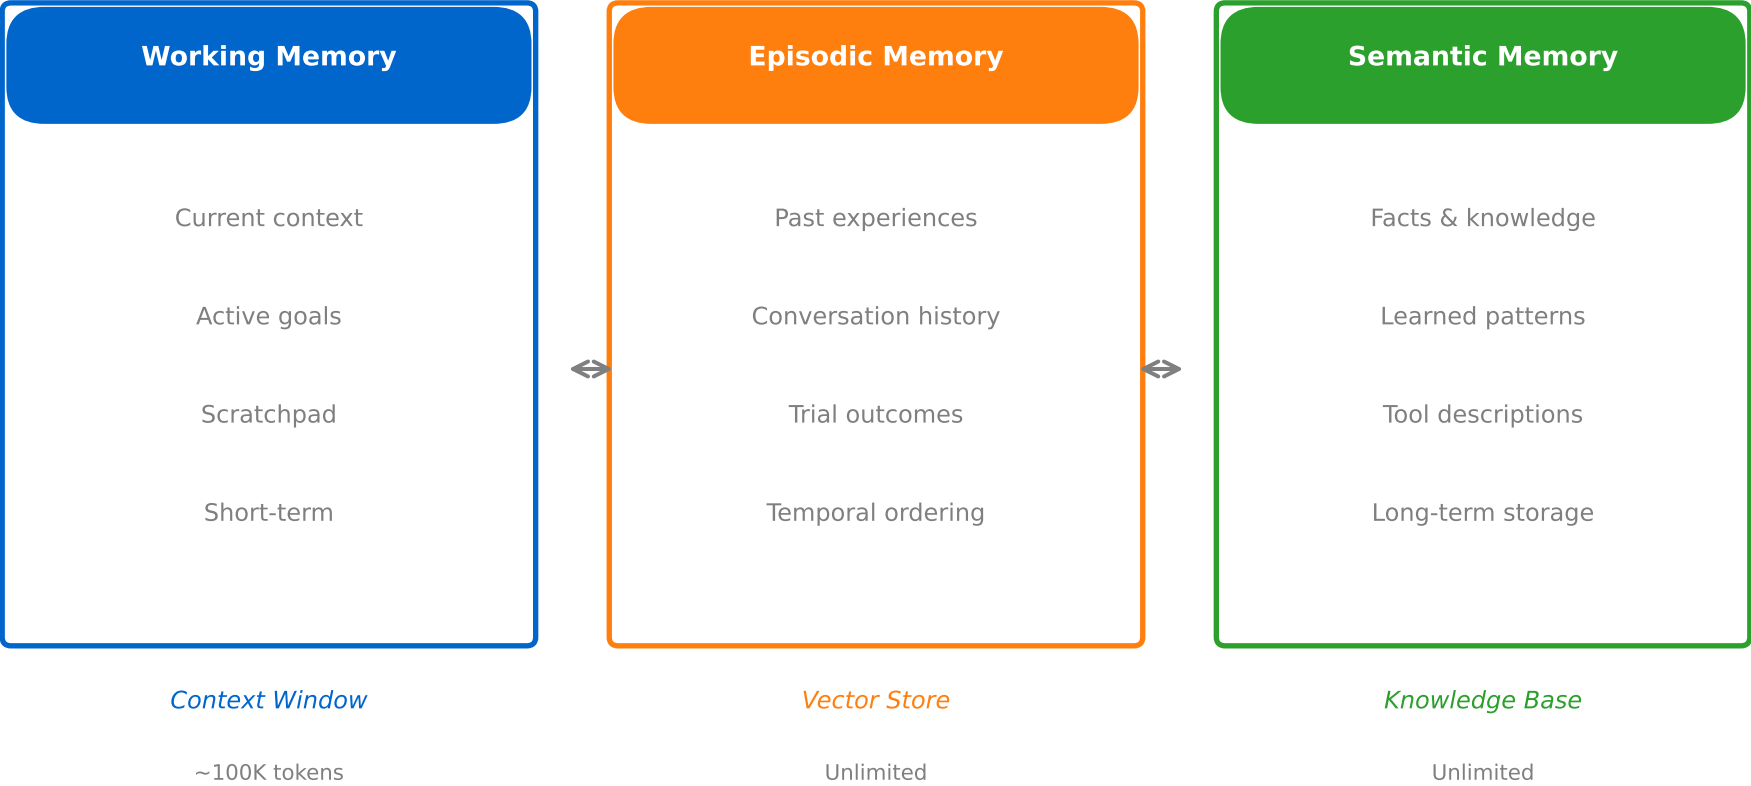 Working Memory
Current context
Active goals
Scratchpad
Short-term
Context Window
~100K tokens
Episodic Memory
Past experiences
Conversation history
Trial outcomes
Temporal ordering
Vector Store
Unlimited
Semantic Memory
Facts & knowledge
Learned patterns
Tool descriptions
Long-term storage
Knowledge Base
Unlimited